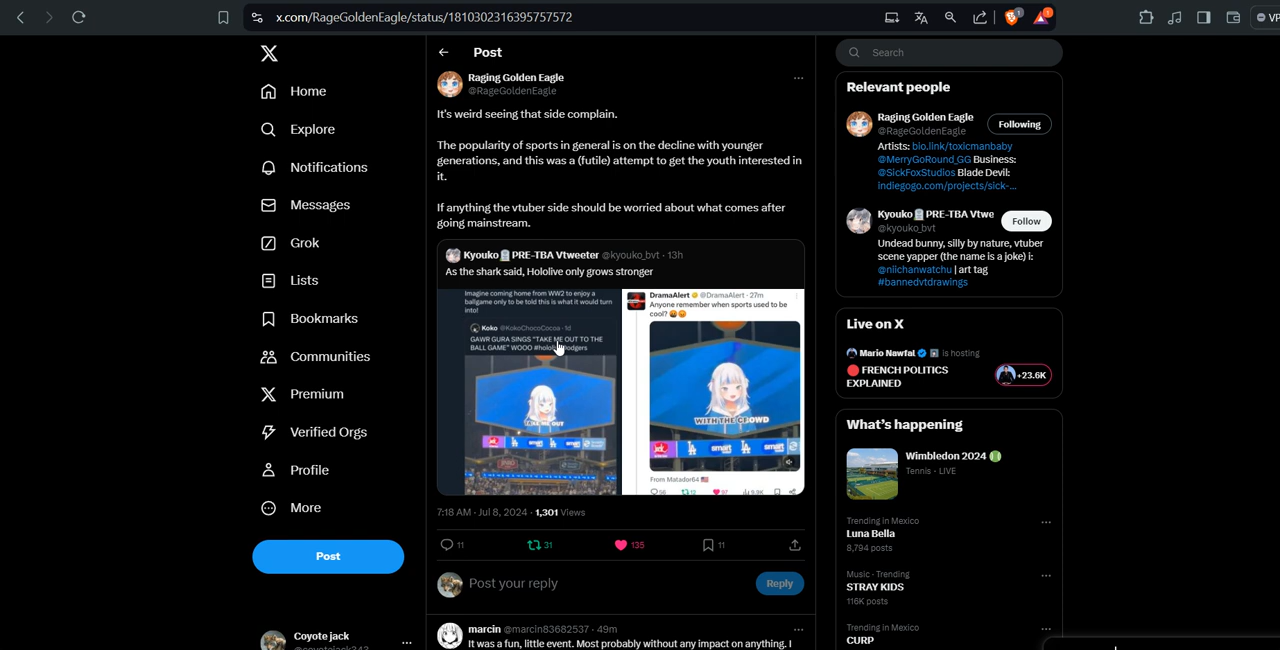 x.com/RageGoldenEagle/status/1810302316395757572
VP
Home
Explore
Notifications
Messages
Grok
Lists
Bookmarks
Communities
Premium
Verified Orgs
Profile
More
Post
Coyote jack
Post
Raging Golden Eagle
@RageGoldenEagle
It's weird seeing that side complain.
The popularity of sports in general is on the decline with younger
generations, and this was a (futile) attempt to get the youth interested in
it.
If anything the vtuber side should be worried about what comes after
going mainstream.
Kyouko PRE-TBA Vtweeter @kyouko_bvt · 13h
As the shark said, Hololive only grows stronger
Imagine coming home from WW2 to enjoy a
ballgame only to be told this is what it would turn
into!
Koko @KokoChocoCocoa · 1d
GAWR GURA SINGS "TAKE ME OUT TO THE
BALL GAME" WOOO
TAKE ME OUT
DramaAlert @DramaAlert · 27m
Anyone remember when sports used to be
cool?
WITH THE CROWD
LA
smart
LA
smart
From Matador64
56 12 97 9.9K
7:18 AM · Jul 8, 2024 · 1,301 Views
11 31 135 11
Post your reply
Reply
marcin @marcin83682537 · 49m
It was a fun, little event. Most probably without any impact on anything. I
Search
Relevant people
Raging Golden Eagle
@RageGoldenEagle
Following
Artists: bio.link/toxicmanbaby
@MerryGoRound_GG Business:
@SickFoxStudios Blade Devil:
indiegogo.com/projects/sick-...
Kyouko PRE-TBA Vtwe
@kyouko_bvt
Follow
Undead bunny, silly by nature, vtuber
scene yapper (the name is a joke) i:
@niichanwatchu | art tag
#bannedvtdrawings
Live on X
Mario Nawfal is hosting
FRENCH POLITICS
EXPLAINED
+23.6K
What's happening
Wimbledon 2024
Tennis · LIVE
Trending in Mexico
Luna Bella
8,794 posts
Music · Trending
STRAY KIDS
116K posts
Trending in Mexico
CURP